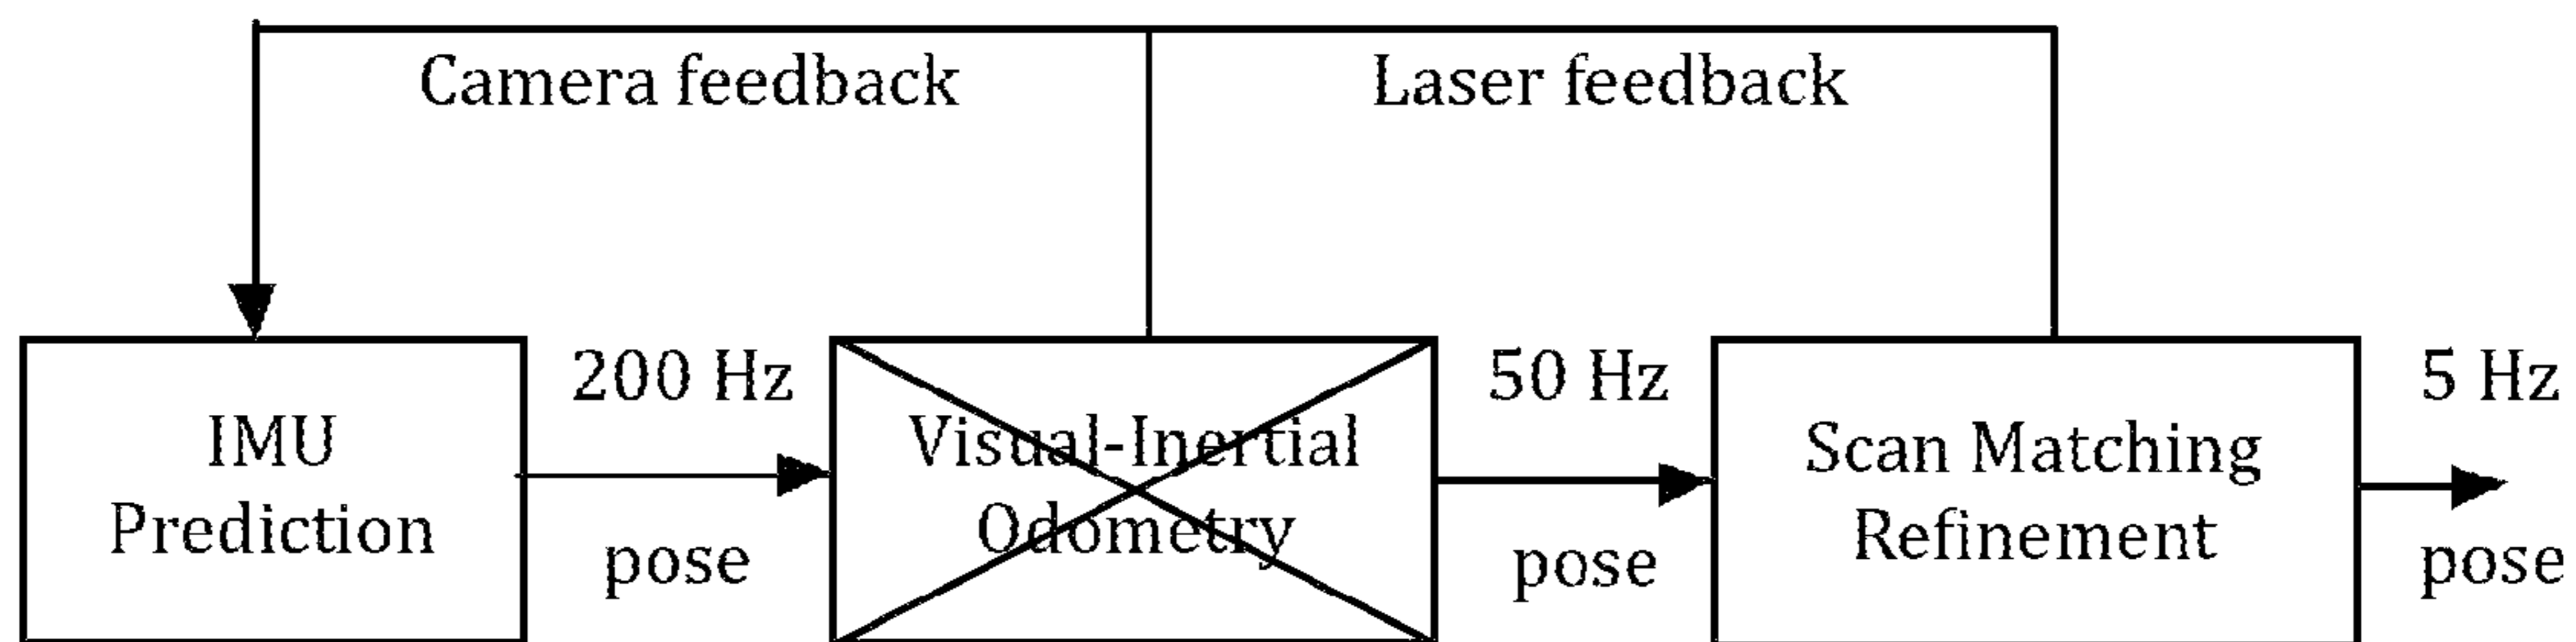 Camera feedback
Laser feedback
IMU
Prediction
200 Hz
pose
Visual-Inertial
Odometry
50 Hz
pose
Scan Matching
Refinement
5 Hz
pose